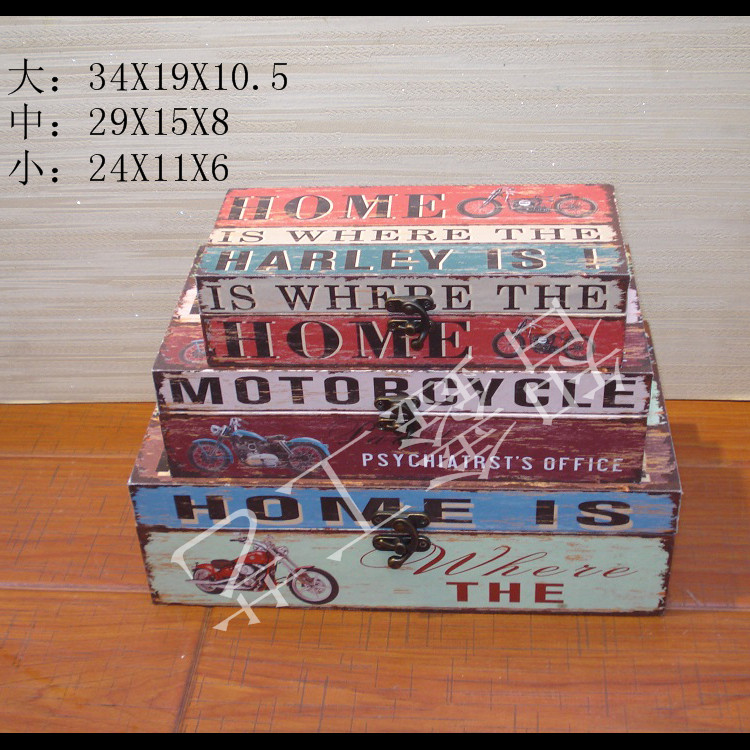 大: 34X19X10.5
中: 29X15X8
小: 24X11X6
HOME
IS WHERE THE
HARLEY IS !
IS WHERE THE
HOME
MOTORCYCLE
PSYCHIATRST'S OFFICE
HOME IS
Where
THE